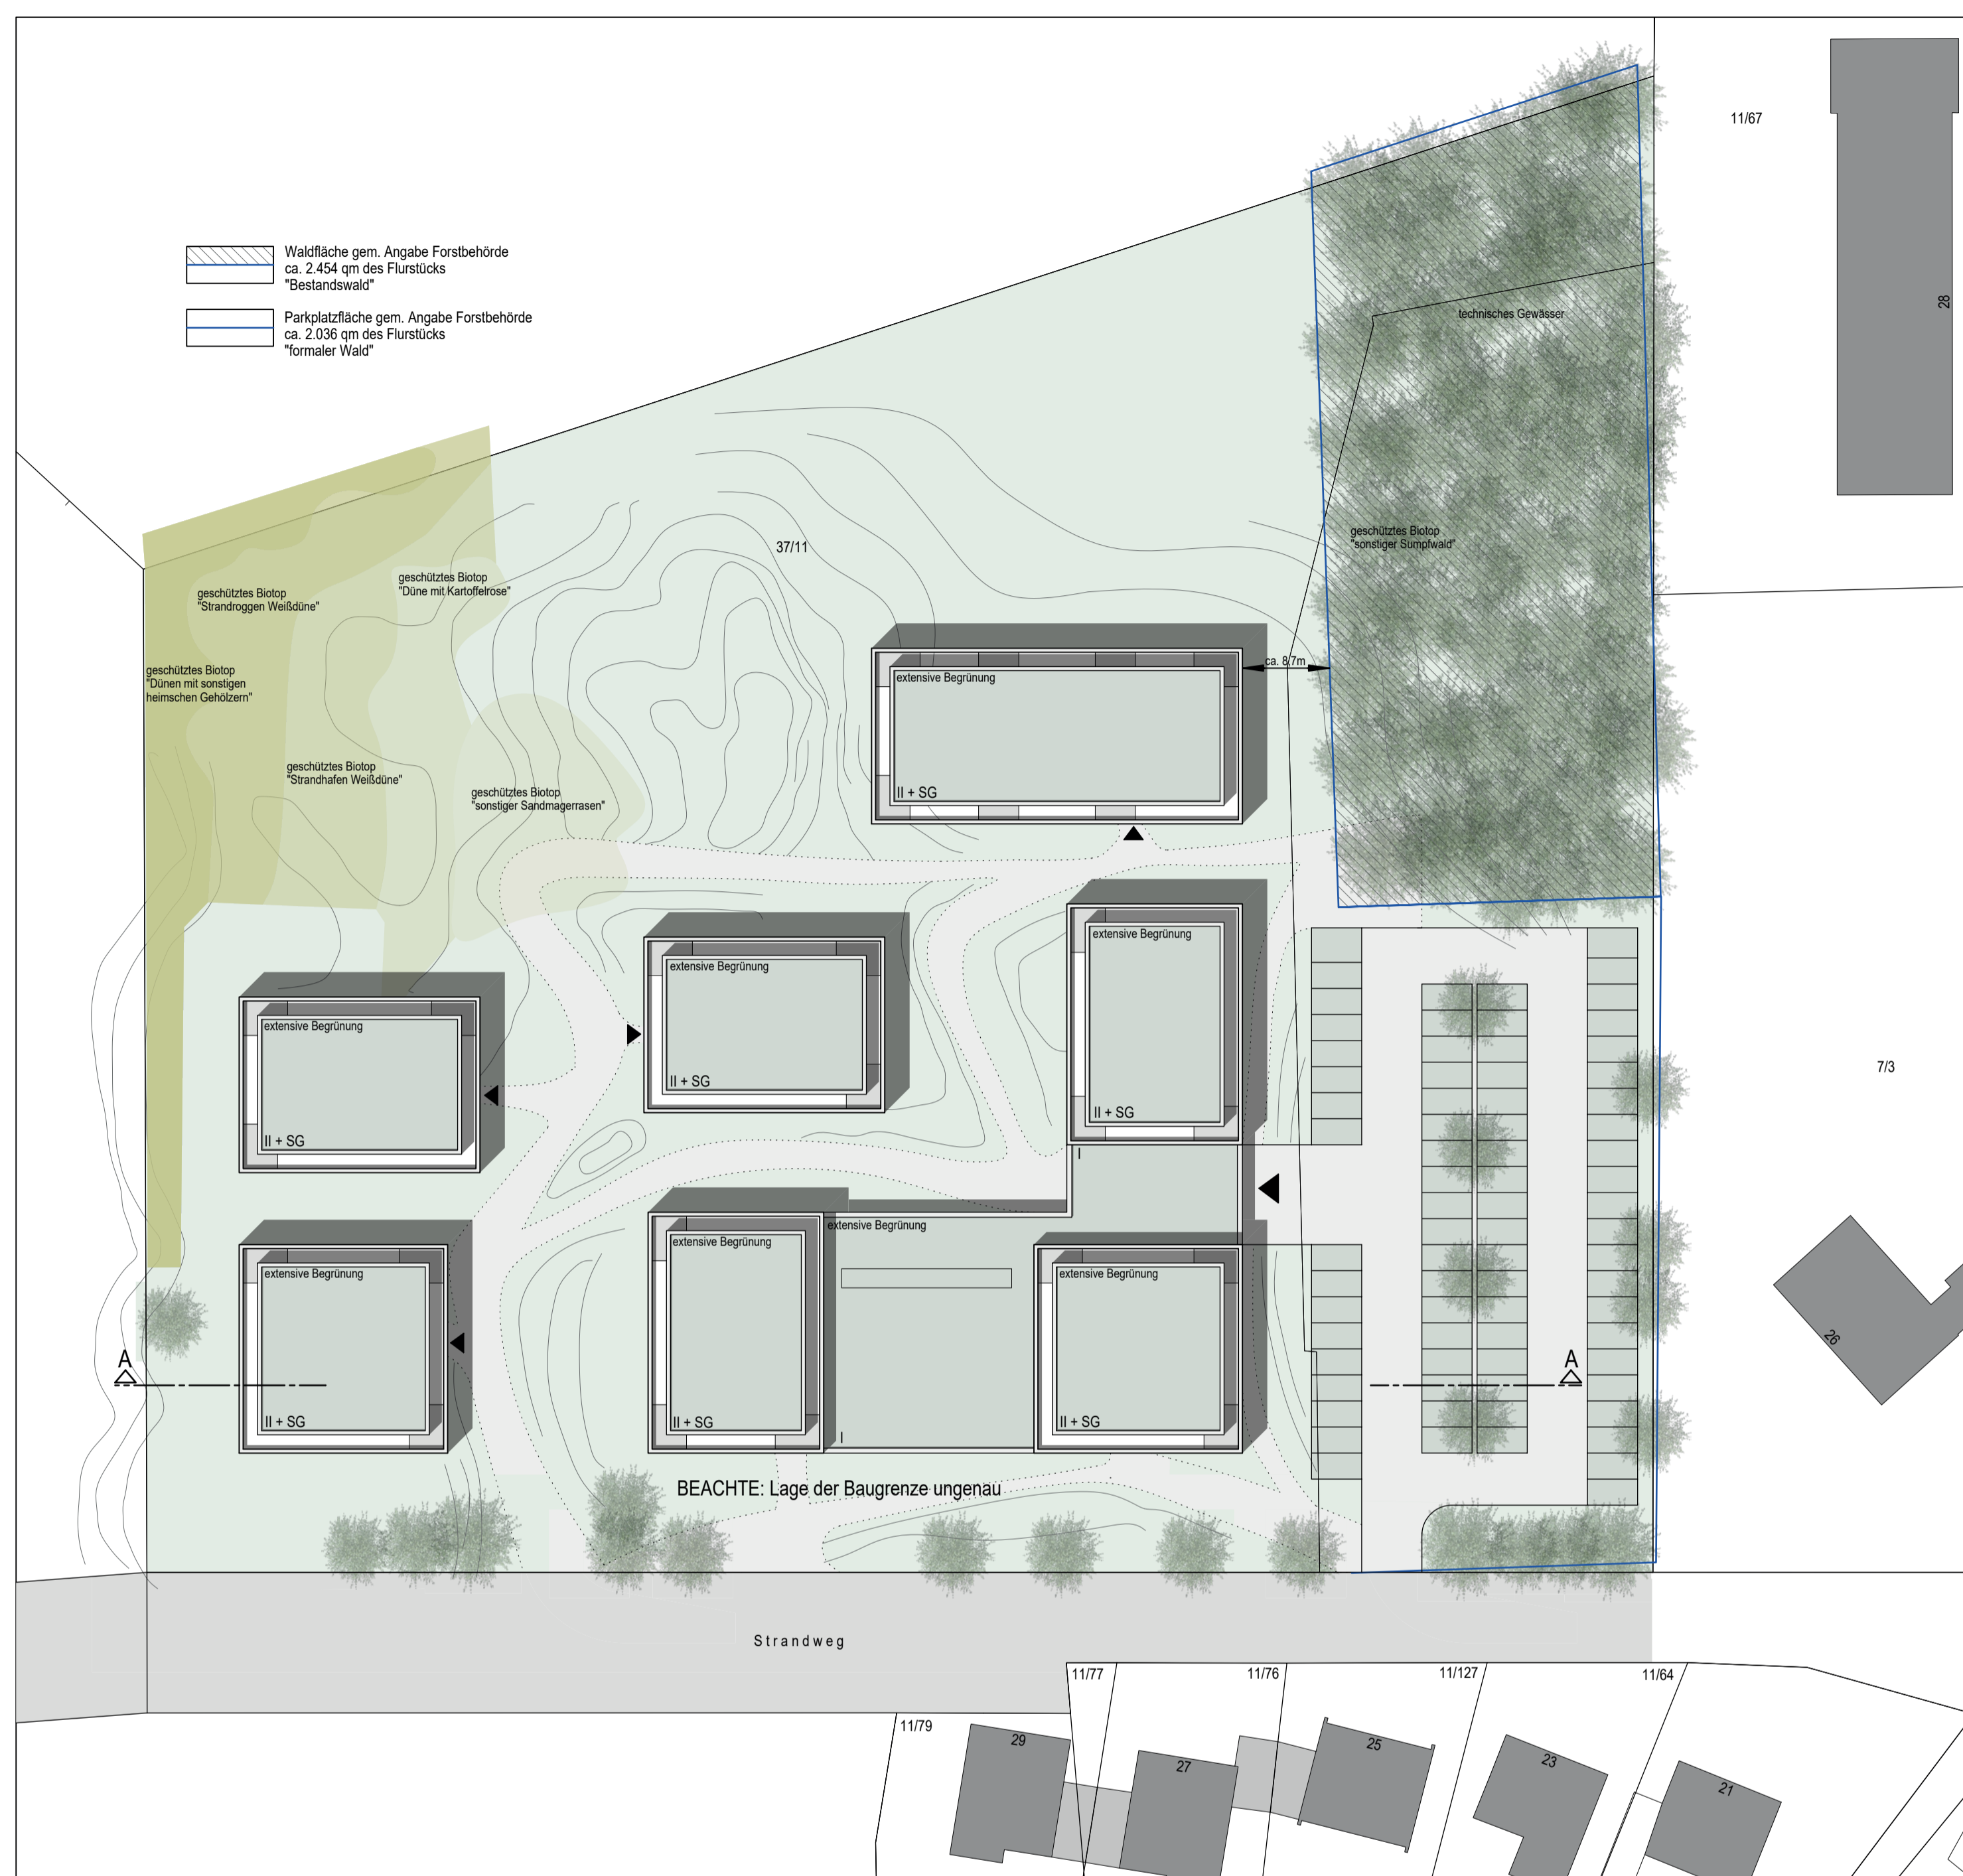 11/67
Waldfläche gem. Angabe Forstbehörde
ca. 2.454 qm des Flurstücks
"Bestandswald"
Parkplatzfläche gem. Angabe Forstbehörde
ca. 2.036 qm des Flurstücks
"formaler Wald"
28
technisches Gewässer
geschütztes Biotop
"sonstiger Sumpfwald"
37/11
geschütztes Biotop
"Düne mit Kartoffelrose"
geschütztes Biotop
"Strandroggen Weißdüne"
geschütztes Biotop
"Dünen mit sonstigen
heimschen Gehölzern"
geschütztes Biotop
"Strandhafen Weißdüne"
geschütztes Biotop
"sonstiger Sandmagerrasen"
extensive Begrünung
II + SG
ca. 8,7m
extensive Begrünung
II + SG
extensive Begrünung
II + SG
extensive Begrünung
II + SG
I
7/3
extensive Begrünung
II + SG
extensive Begrünung
II + SG
extensive Begrünung
I
extensive Begrünung
II + SG
A
A
26
BEACHTE: Lage der Baugrenze ungenau
Strandweg
11/77
11/76
11/127
11/64
11/79
29
27
25
23
21